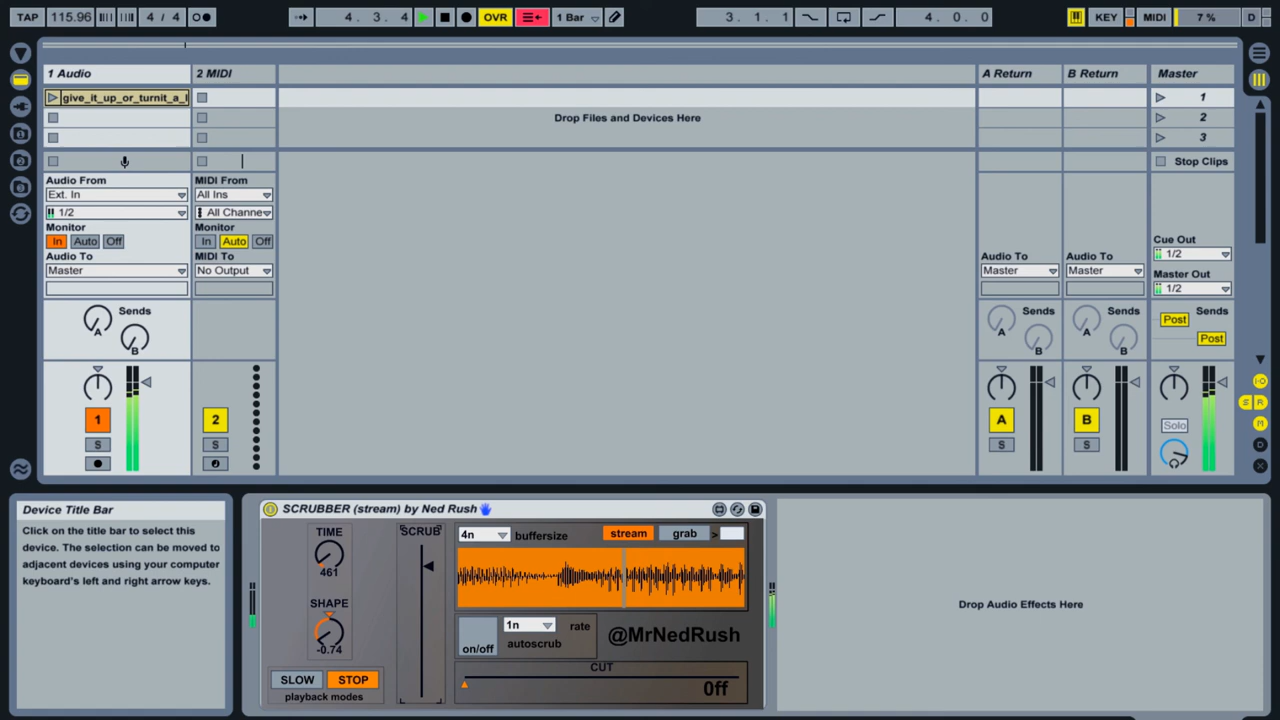 TAP 115.96 4 / 4 4. 3. 4 OVR 1 Bar 3. 1. 1 4. 0. 0 KEY MIDI 7 % D
1 Audio 2 MIDI A Return B Return Master
give_it_up_or_turnit_a_l 1
Drop Files and Devices Here 2
3
Stop Clips
Audio From MIDI From
Ext. In All Ins
1/2 All Channe
Monitor Monitor
In Auto Off In Auto Off
Cue Out
1/2
Audio To MIDI To Audio To Audio To
Master No Output Master Master
Master Out
1/2
Sends Sends Sends Sends
A B A B A B Post Post
1 2 A B Solo
S S S S
I-O
S R
M
D
X
Device Title Bar
Click on the title bar to select this
device. The selection can be moved to
adjacent devices using your computer
keyboard's left and right arrow keys.
SCRUBBER (stream) by Ned Rush
TIME
461
SHAPE
-0.74
SLOW STOP
playback modes
SCRUB
4n buffersize stream grab >
on/off 1n rate
autoscrub
@MrNedRush
CUT
Off
Drop Audio Effects Here